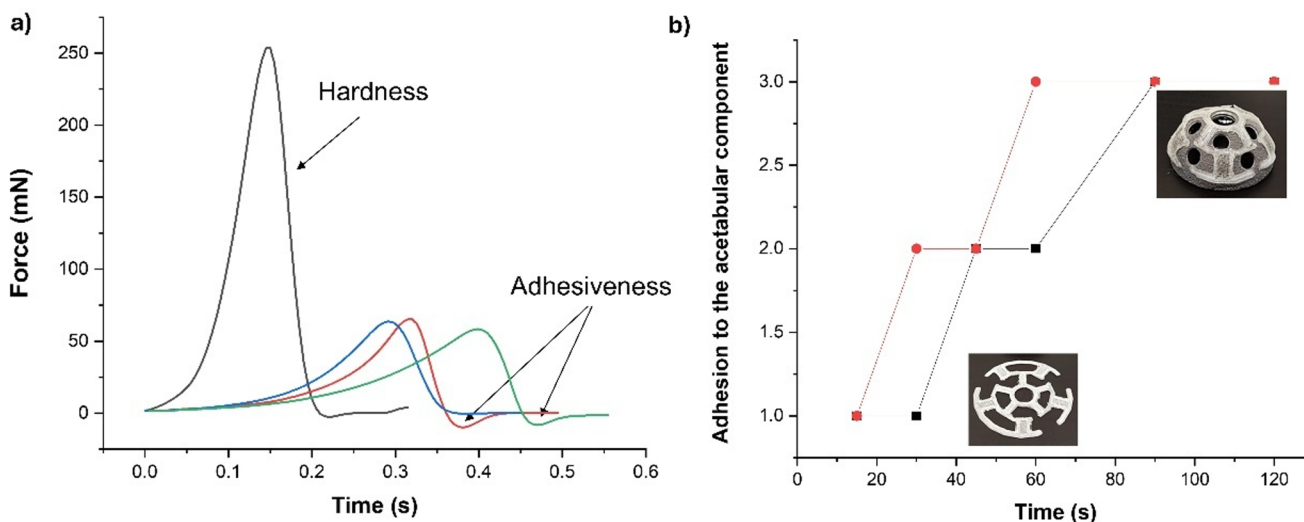 a)
250
200
150
100
50
0
Force (mN)
Hardness
Adhesiveness
0.0 0.1 0.2 0.3 0.4 0.5 0.6
Time (s)
b)
3.0
2.5
2.0
1.5
1.0
Adhesion to the acetabular component
0 20 40 60 80 100 120
Time (s)